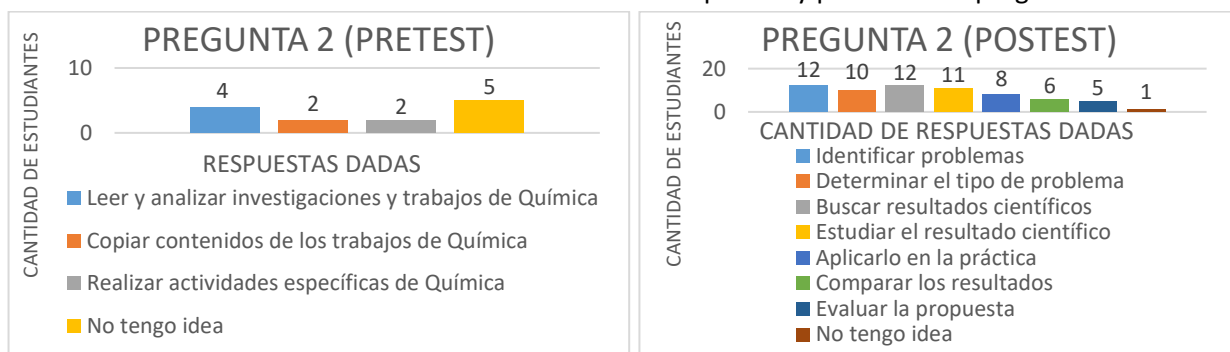 PREGUNTA 2 (PRETEST)
CANTIDAD DE ESTUDIANTES
10
0
4
2
2
5
RESPUESTAS DADAS
Leer y analizar investigaciones y trabajos de Química
Copiar contenidos de los trabajos de Química
Realizar actividades específicas de Química
No tengo idea
PREGUNTA 2 (POSTEST)
CANTIDAD DE ESTUDIANTES
20
0
12
10
12
11
8
6
5
1
CANTIDAD DE RESPUESTAS DADAS
Identificar problemas
Determinar el tipo de problema
Buscar resultados científicos
Estudiar el resultado científico
Aplicarlo en la práctica
Comparar los resultados
Evaluar la propuesta
No tengo idea